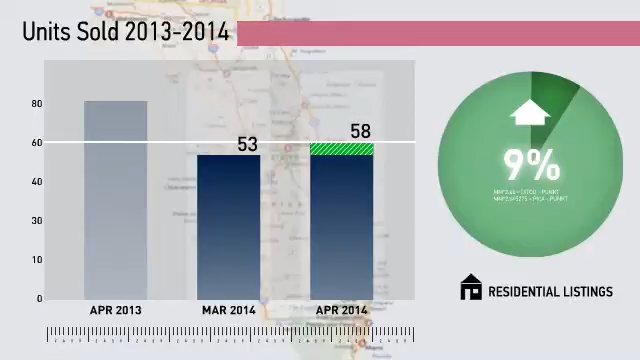 Units Sold 2013-2014
80
60
40
30
20
10
0
53
58
APR 2013
MAR 2014
APR 2014
9%
RESIDENTIAL LISTINGS